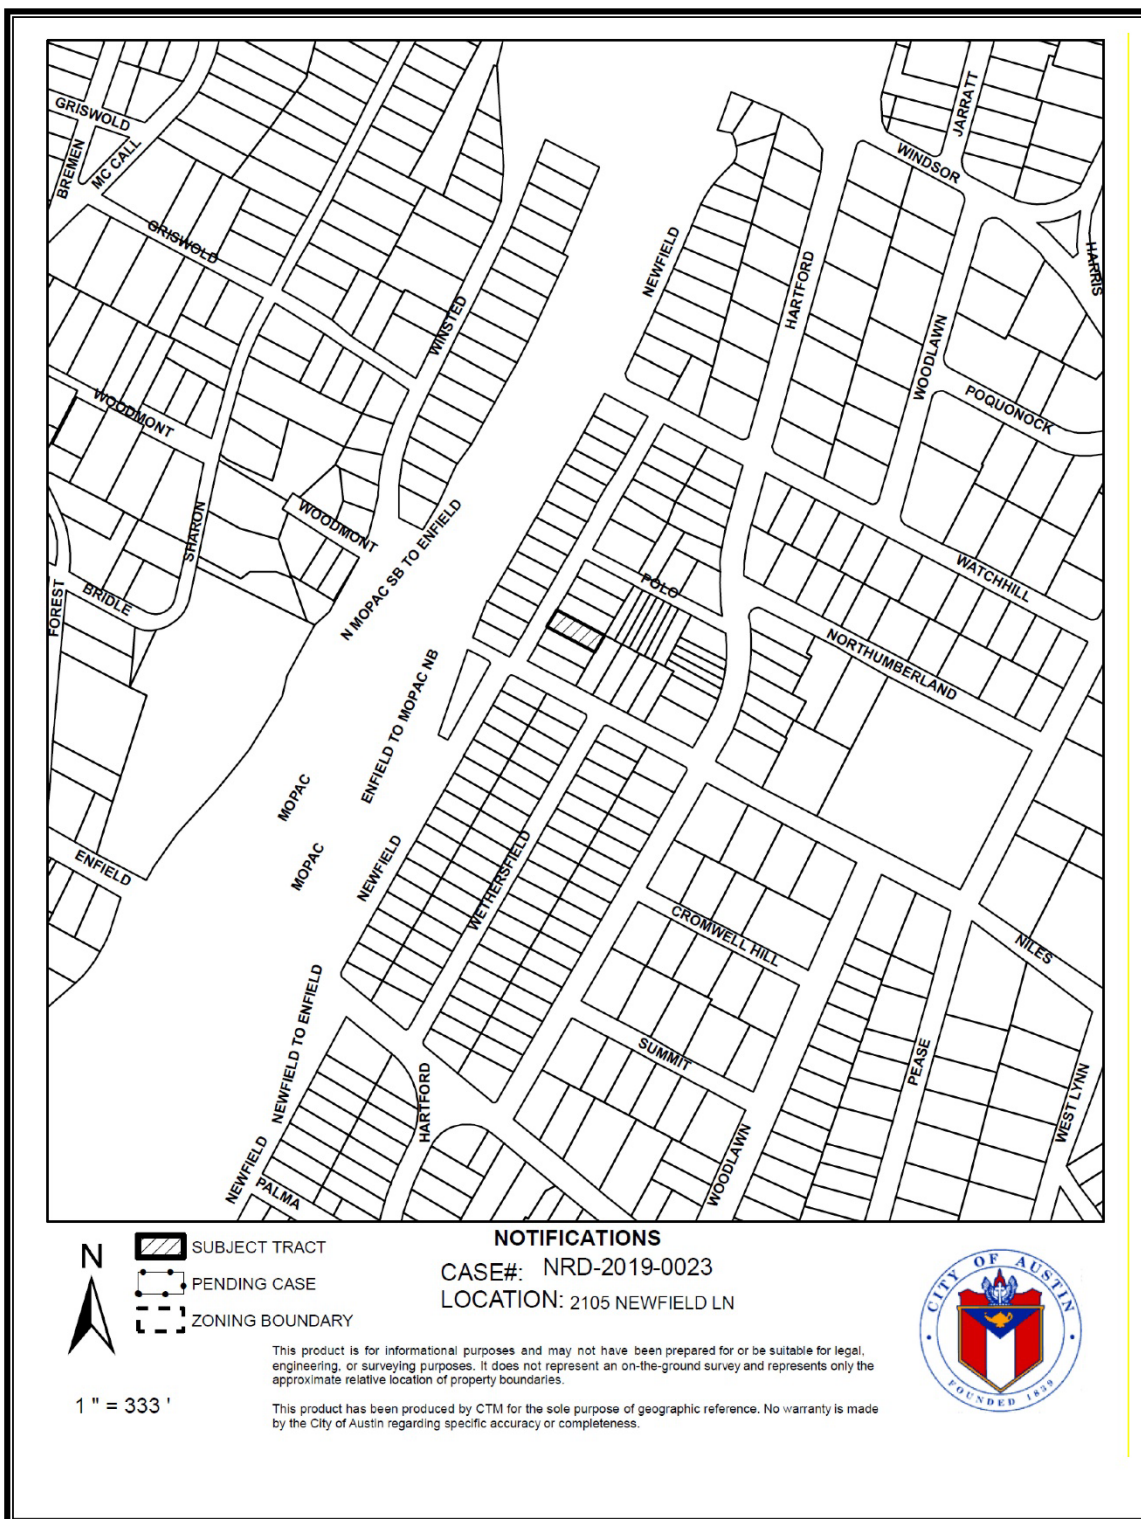 GRISWOLD
BREMEN
MC CALL
GRISWOLD
WINSTED
WOODMONT
WOODMONT
SHARON
FOREST
BRIDLE
N MOPAC SB TO ENFIELD
ENFIELD TO MOPAC NB
MOPAC
MOPAC
ENFIELD
NEWFIELD
JARRATT
WINDSOR
HARRIS
HARTFORD
WOODLAWN
POQUONOCK
WATCHHILL
POLO
NORTHUMBERLAND
NEWFIELD
WETHERSFIELD
CROMWELL HILL
NILES
SUMMIT
PEASE
WEST LYNN
WOODLAWN
NEWFIELD TO ENFIELD
HARTFORD
NEWFIELD
PALMA
N
1 " = 333 '
SUBJECT TRACT
PENDING CASE
ZONING BOUNDARY
NOTIFICATIONS
CASE#: NRD-2019-0023
LOCATION: 2105 NEWFIELD LN
This product is for informational purposes and may not have been prepared for or be suitable for legal,
engineering, or surveying purposes. It does not represent an on-the-ground survey and represents only the
approximate relative location of property boundaries.
This product has been produced by CTM for the sole purpose of geographic reference. No warranty is made
by the City of Austin regarding specific accuracy or completeness.
CITY OF AUSTIN
FOUNDED 1839